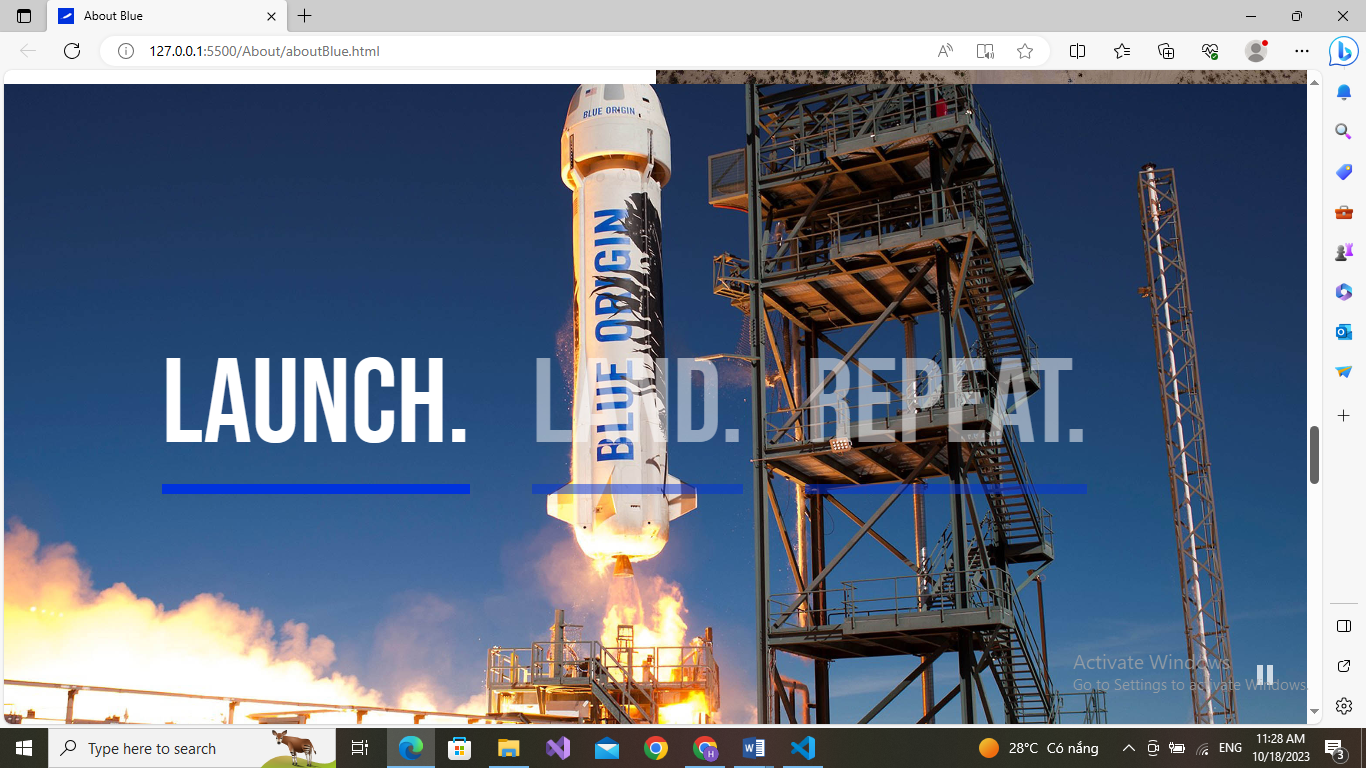 About Blue
127.0.0.1:5500/About/aboutBlue.html
BLUE ORIGIN
BLUE ORIGIN
LAUNCH. LAND. REPEAT.
Activate Windows
Go to Settings to activate Windows.
Type here to search
28°C Có nắng
ENG
11:28 AM
10/18/2023
3